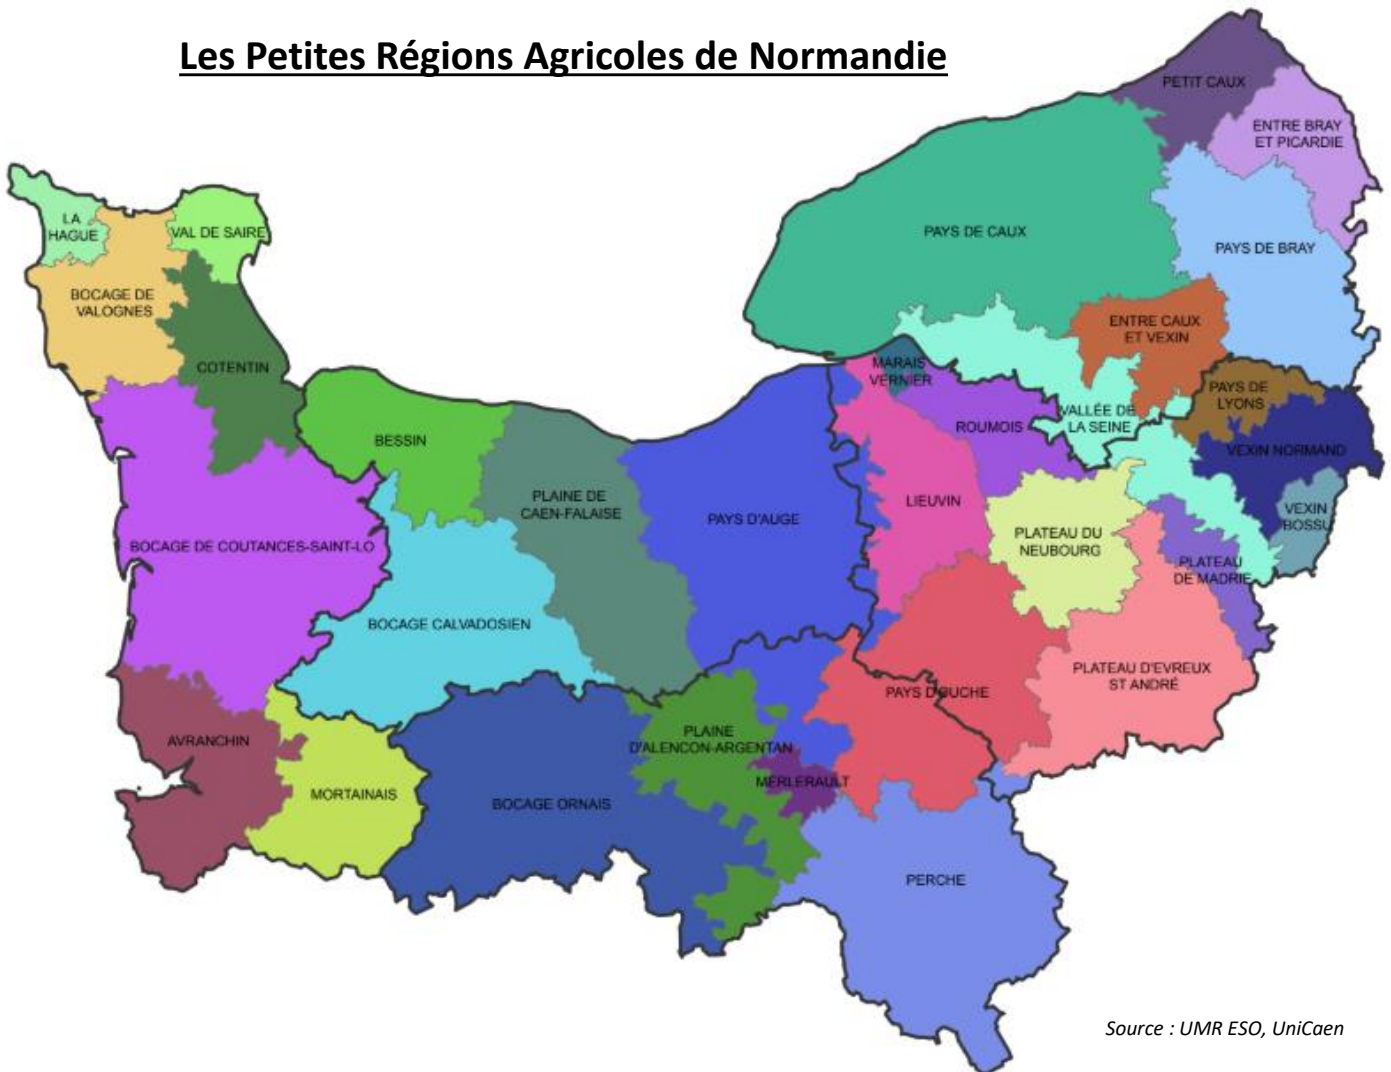 Les Petites Régions Agricoles de Normandie
PETIT CAUX
ENTRE BRAY
ET PICARDIE
LA
HAGUE
VAL DE SAIRE
PAYS DE CAUX
PAYS DE BRAY
BOCAGE DE
VALOGNES
ENTRE CAUX
ET VEXIN
COTENTIN
MARAIS
VERNIER
PAYS DE
LYONS
VALLÉE DE
LA SEINE
ROUMOIS
BESSIN
VEXIN NORMAND
PLAINE DE
CAEN-FALAISE
LIEUVIN
VEXIN
BOSSU
PAYS D'AUGE
PLATEAU DU
NEUBOURG
BOCAGE DE COUTANCES-SAINT-LO
PLATEAU
DE MADRIE
BOCAGE CALVADOSIEN
PLATEAU D'EVREUX
ST ANDRÉ
PAYS D'OUCHE
AVRANCHIN
PLAINE
D'ALENCON-ARGENTAN
MERLERAULT
MORTAINAIS
BOCAGE ORNAIS
PERCHE
Source : UMR ESO, UniCaen